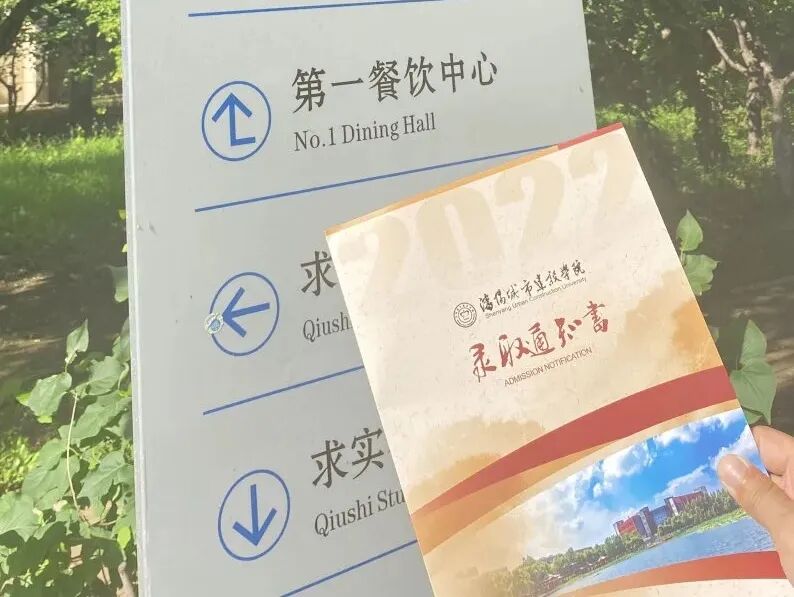 第一餐饮中心
No.1 Dining Hall
求
Qiush
求实
Qiushi Stu
2022
沈阳城市建设学院
Shenyang Urban Construction University
录取通知书
ADMISSION NOTIFICATION